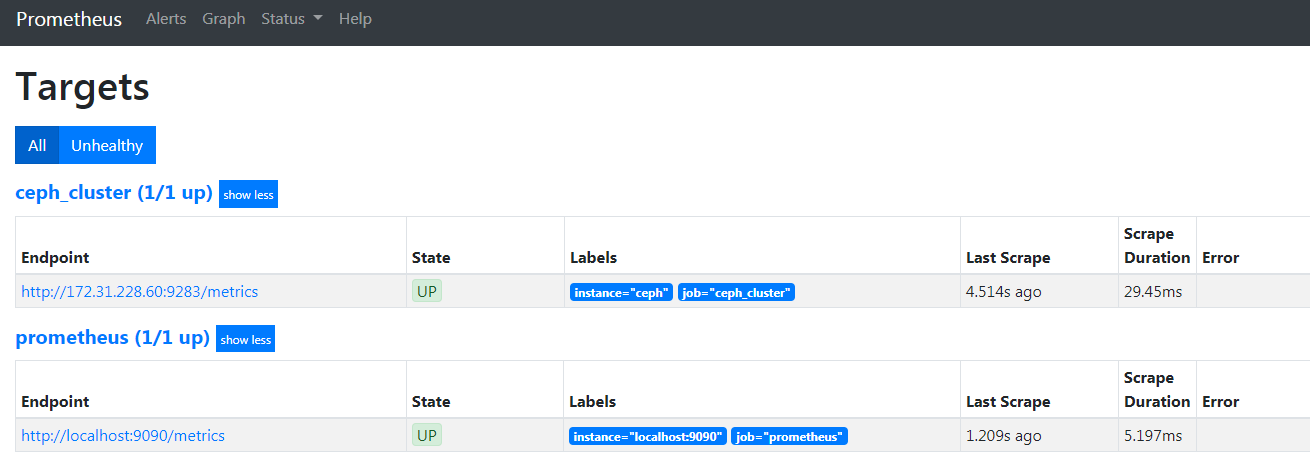 Prometheus Alerts Graph Status Help
Targets
All Unhealthy
ceph_cluster (1/1 up) show less
Endpoint State Labels Last Scrape Scrape Duration Error
http://172.31.228.60:9283/metrics UP instance="ceph" job="ceph_cluster" 4.514s ago 29.45ms
prometheus (1/1 up) show less
Endpoint State Labels Last Scrape Scrape Duration Error
http://localhost:9090/metrics UP instance="localhost:9090" job="prometheus" 1.209s ago 5.197ms